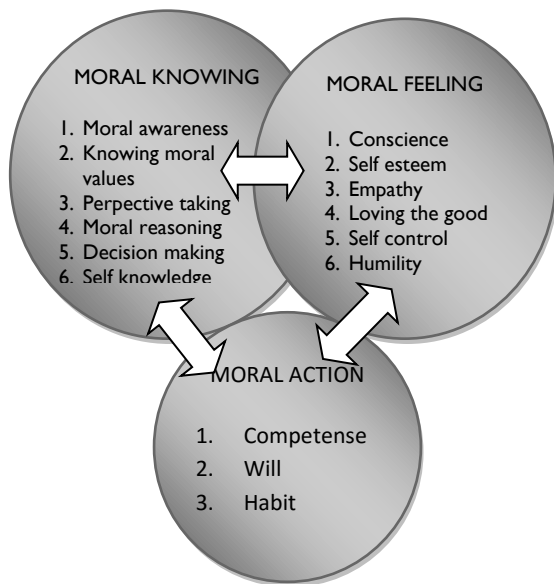 MORAL KNOWING
1. Moral awareness
2. Knowing moral
values
3. Perpective taking
4. Moral reasoning
5. Decision making
6. Self knowledge
MORAL FEELING
1. Conscience
2. Self esteem
3. Empathy
4. Loving the good
5. Self control
6. Humility
MORAL ACTION
1. Competense
2. Will
3. Habit